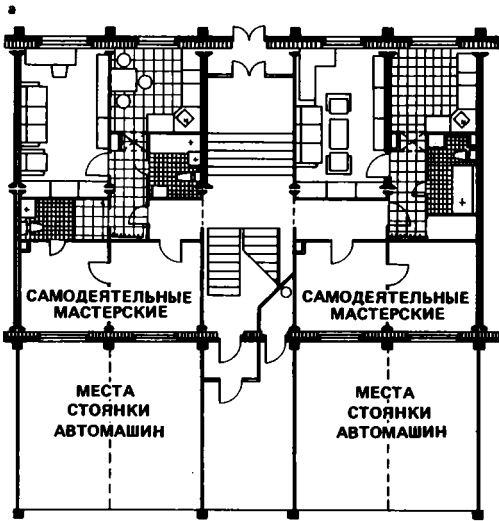 а
САМОДЕЯТЕЛЬНЫЕ
МАСТЕРСКИЕ
САМОДЕЯТЕЛЬНЫЕ
МАСТЕРСКИЕ
МЕСТА
СТОЯНКИ
АВТОМАШИН
МЕСТА
СТОЯНКИ
АВТОМАШИН